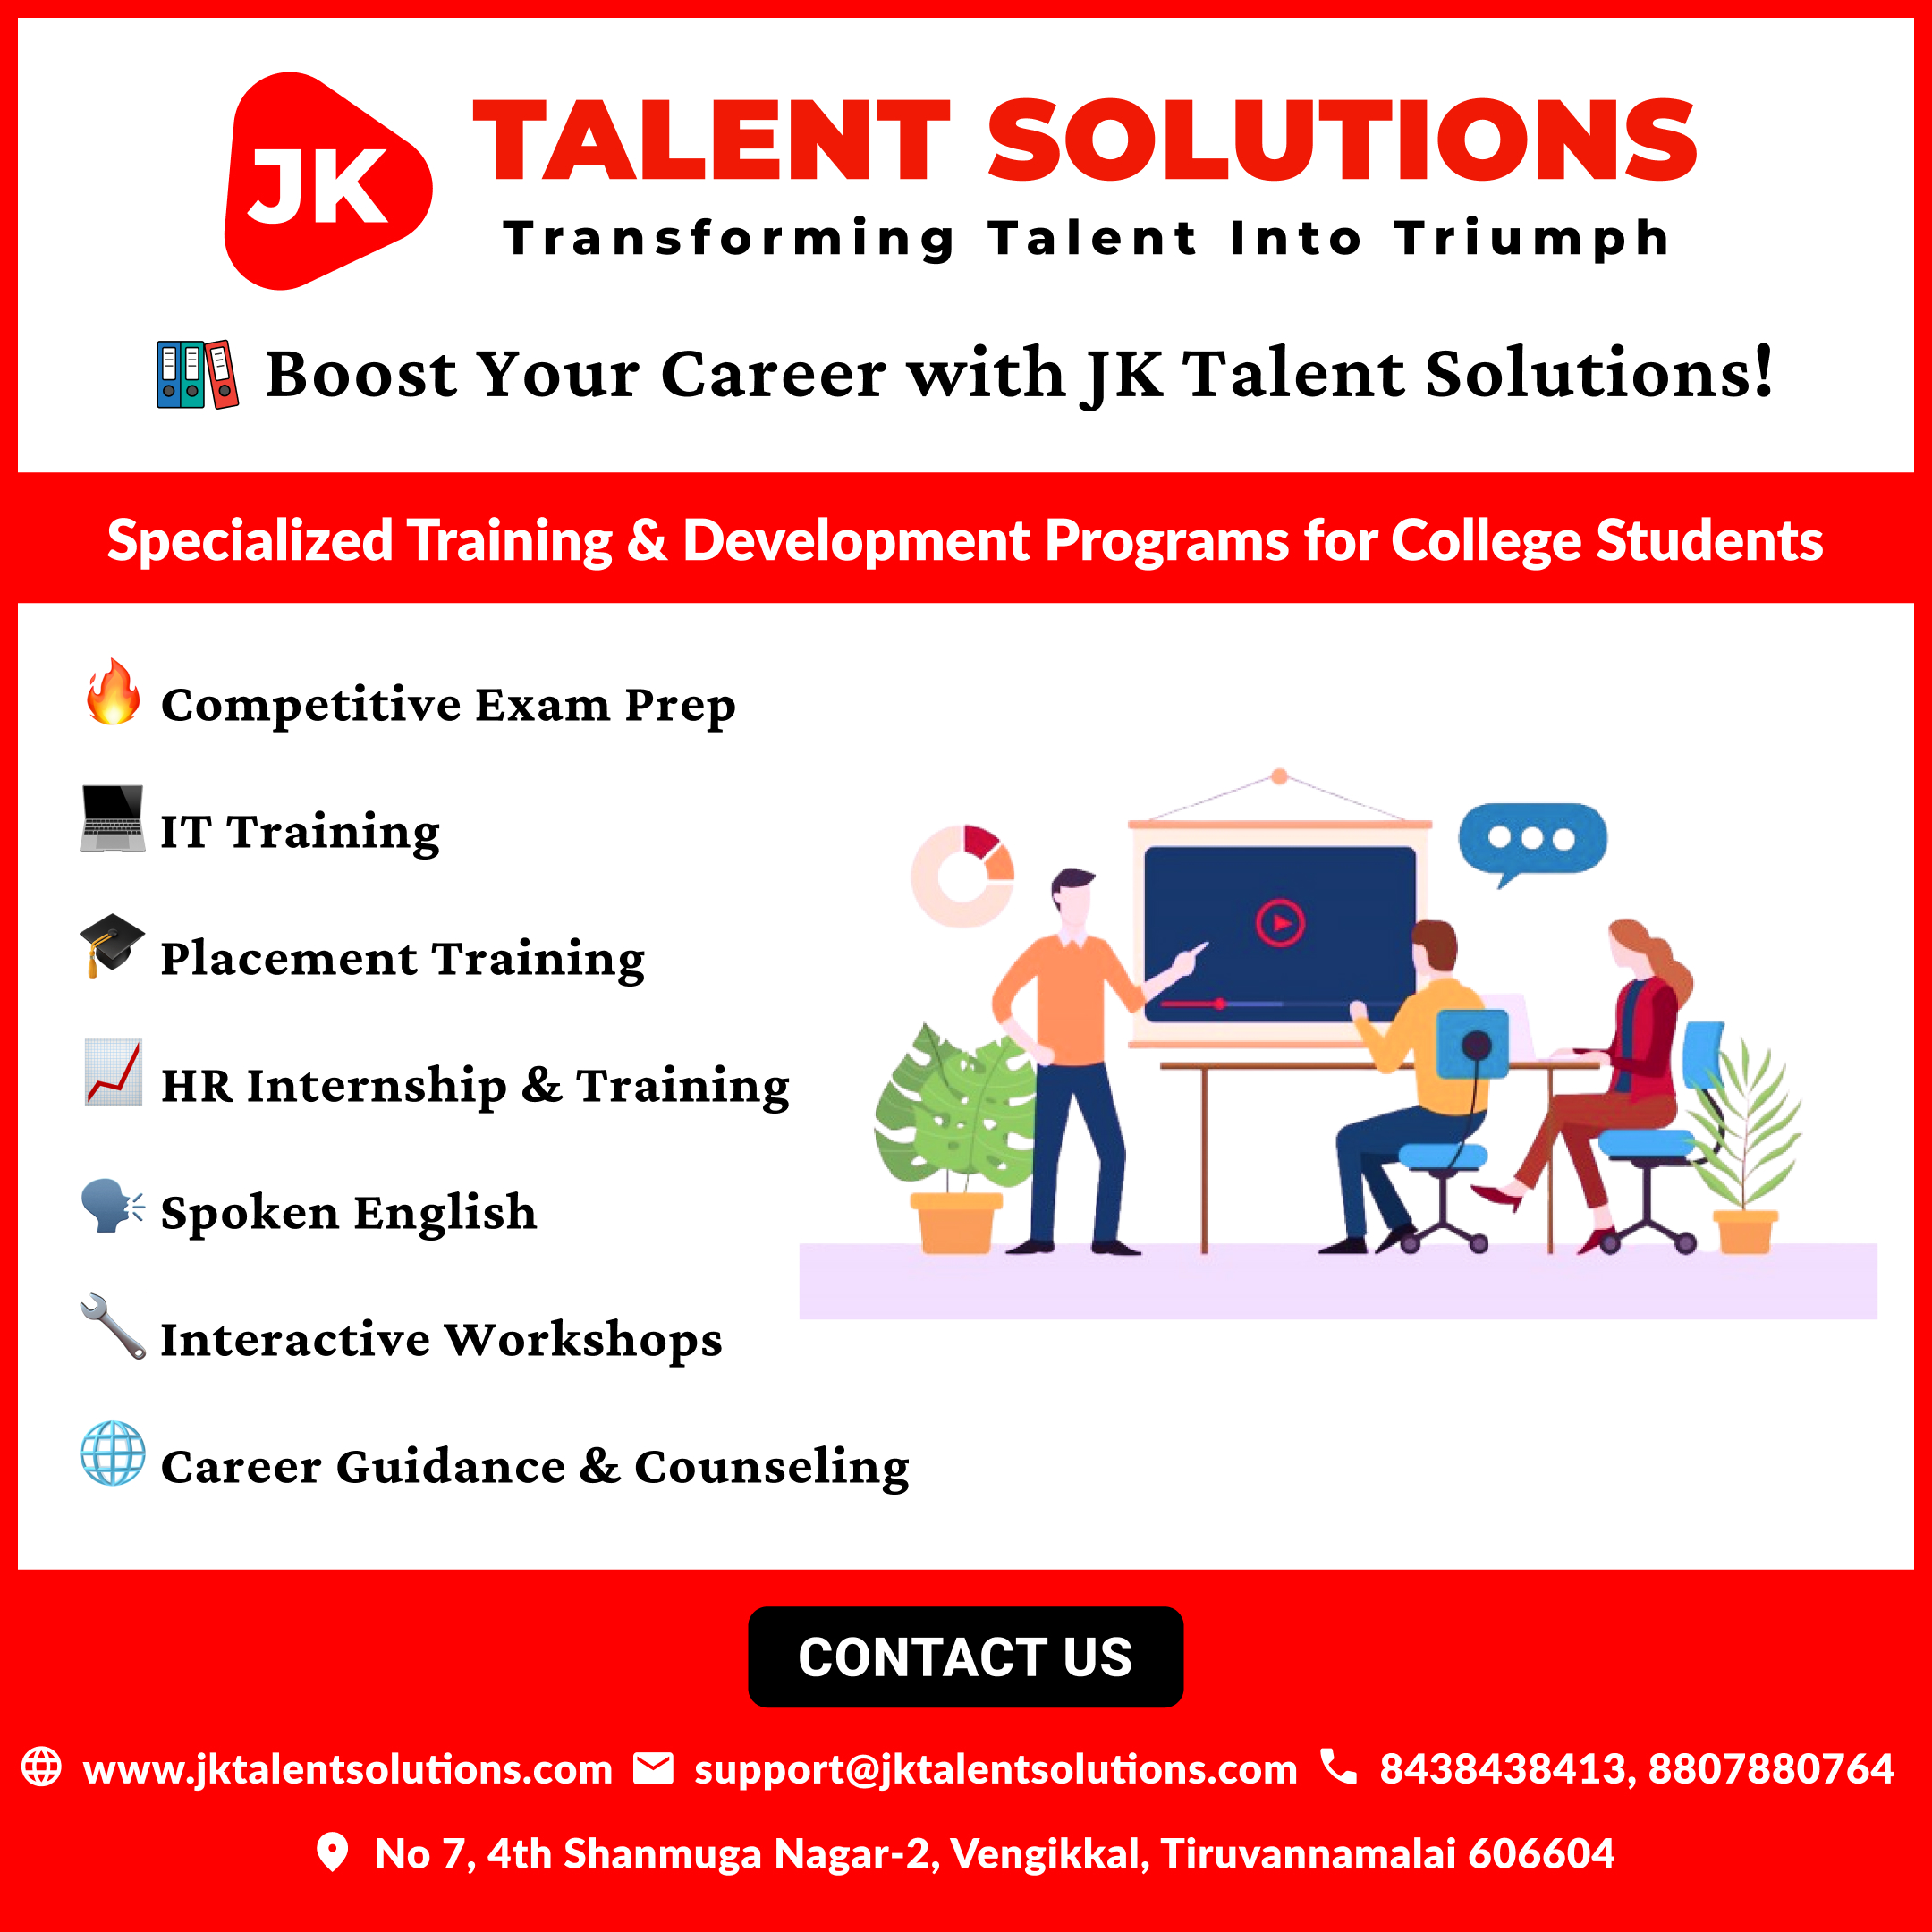 JK
TALENT SOLUTIONS
Transforming Talent Into Triumph
Boost Your Career with JK Talent Solutions!
Specialized Training & Development Programs for College Students
Competitive Exam Prep
IT Training
Placement Training
HR Internship & Training
Spoken English
Interactive Workshops
Career Guidance & Counseling
CONTACT US
www.jktalentsolutions.com support@jktalentsolutions.com 8438438413, 8807880764
No 7, 4th Shanmuga Nagar-2, Vengikkal, Tiruvannamalai 606604